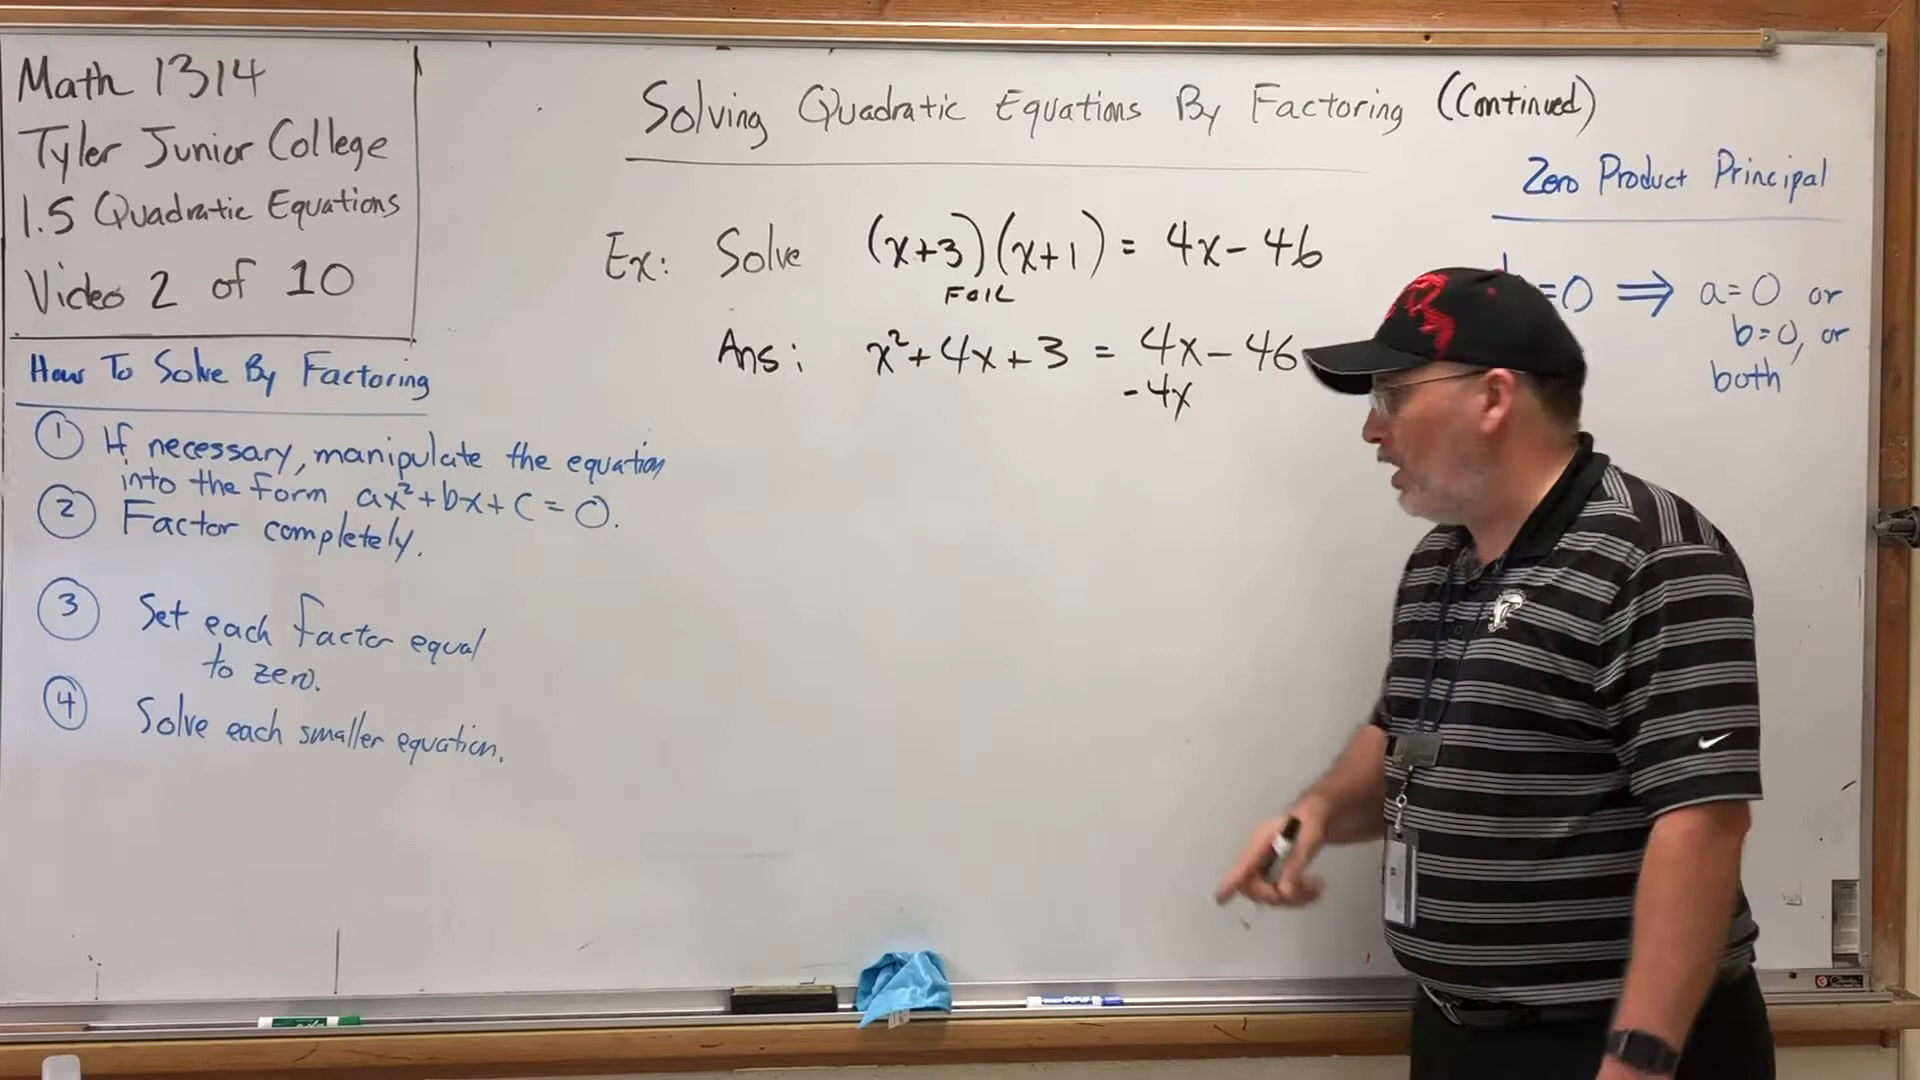 Math 1314
Tyler Junior College
1.5 Quadratic Equations
Video 2 of 10
How To Solve By Factoring
① If necessary, manipulate the equation
into the form ax²+bx+c=0.
② Factor completely.
③ Set each factor equal
to zero.
④ Solve each smaller equation.
Solving Quadratic Equations By Factoring (Continued)
Ex: Solve (x+3)(x+1) = 4x-46
FOIL
Ans: x²+4x+3 = 4x-46
-4x
Zero Product Principal
=0 ⟹ a=0 or
b=0, or
both